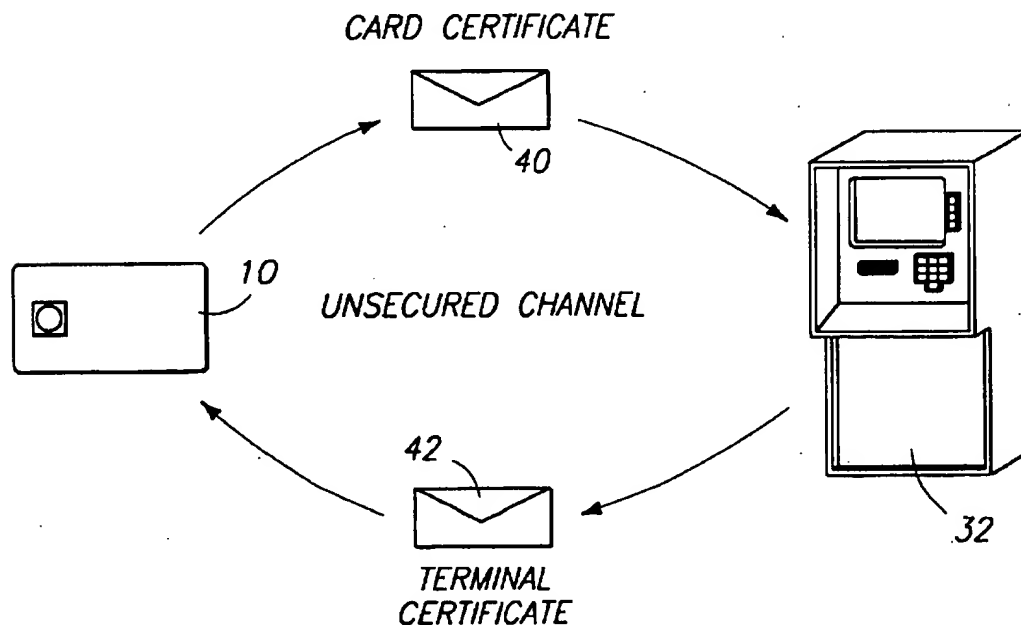 CARD CERTIFICATE
40
10
UNSECURED CHANNEL
42
32
TERMINAL
CERTIFICATE